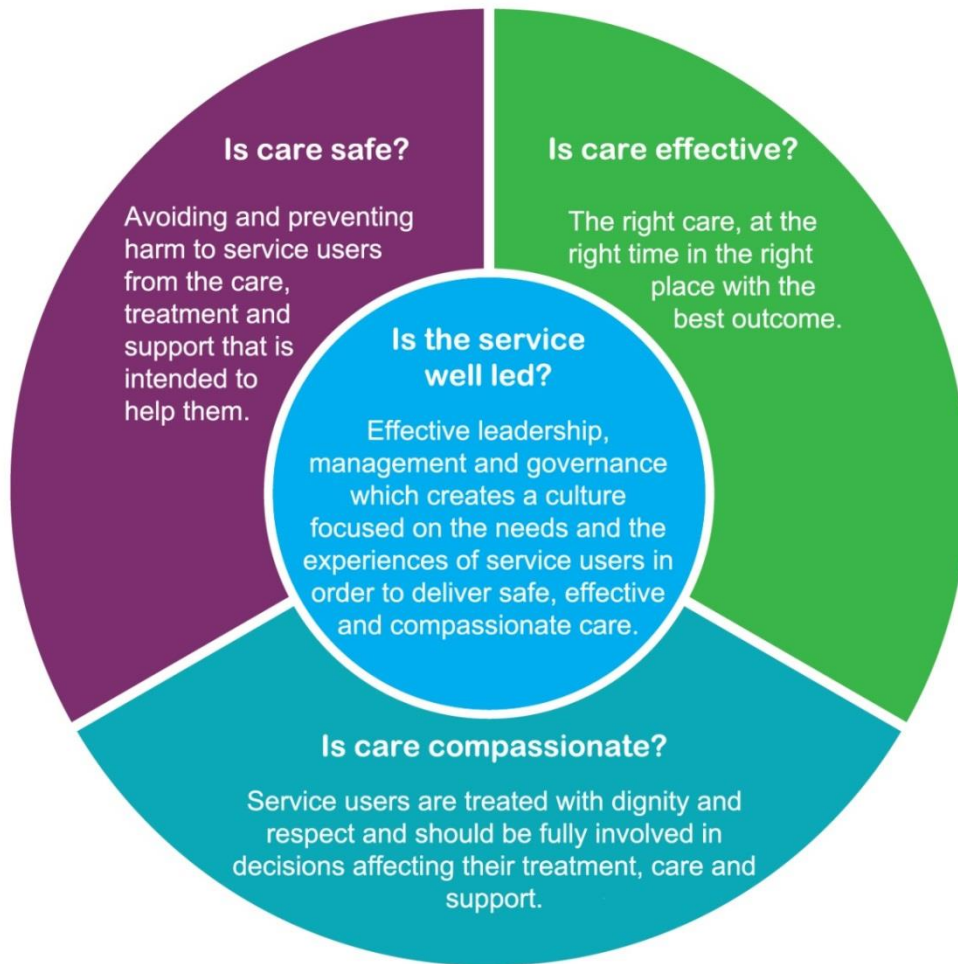 Is care safe?
Avoiding and preventing
harm to service users
from the care,
treatment and
support that is
intended to
help them.
Is care effective?
The right care, at the
right time in the right
place with the
best outcome.
Is the service
well led?
Effective leadership,
management and governance
which creates a culture
focused on the needs and the
experiences of service users in
order to deliver safe, effective
and compassionate care.
Is care compassionate?
Service users are treated with dignity and
respect and should be fully involved in
decisions affecting their treatment, care and
support.